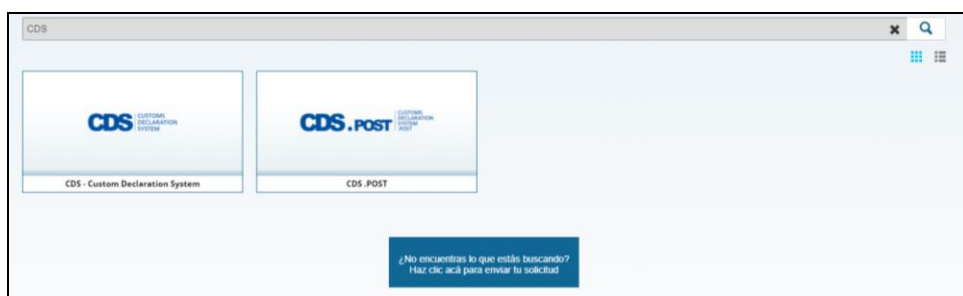 CDS
CDS CUSTOMS
DECLARATION
SYSTEM
CDS.POST CUSTOMS
DECLARATION
SYSTEM
.POST
CDS - Custom Declaration System
CDS .POST
¿No encuentras lo que estás buscando?
Haz clic acá para enviar tu solicitud